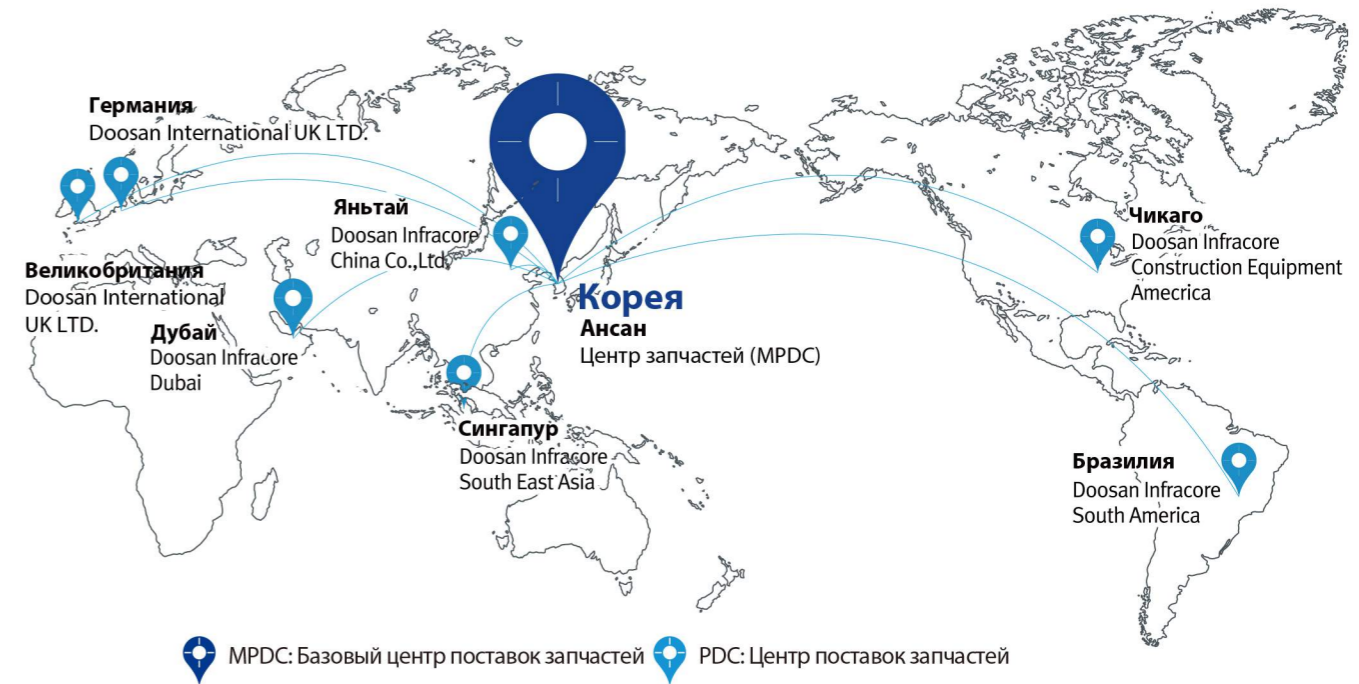 Германия
Doosan International UK LTD.
Яньтай
Doosan Infracore
China Co.,Ltd.
Чикаго
Doosan Infracore
Construction Equipment
Amecrica
Великобритания
Doosan International
UK LTD.
Дубай
Doosan Infracore
Dubai
Корея
Ансан
Центр запчастей (MPDC)
Сингапур
Doosan Infracore
South East Asia
Бразилия
Doosan Infracore
South America
MPDC: Базовый центр поставок запчастей
PDC: Центр поставок запчастей